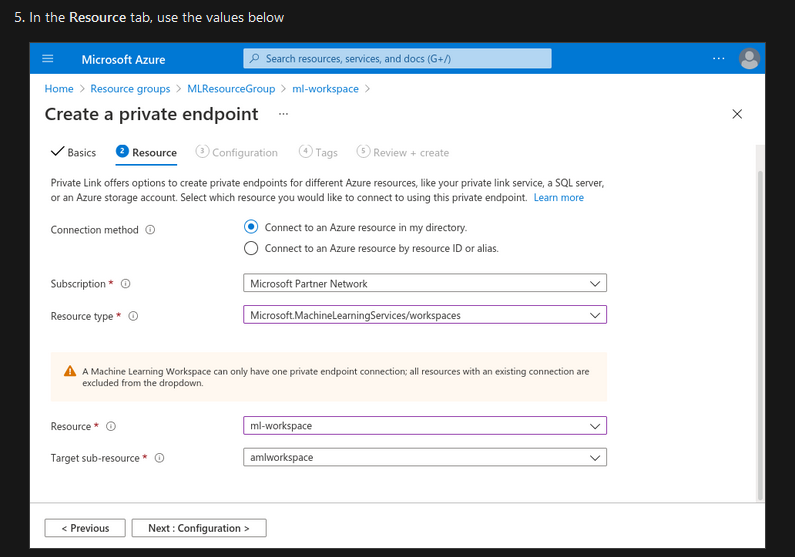 5. In the Resource tab, use the values below
Microsoft Azure
Search resources, services, and docs (G+/)
...
Home > Resource groups > MLResourceGroup > ml-workspace >
Create a private endpoint ...
Basics
2 Resource
3 Configuration
4 Tags
5 Review + create
Private Link offers options to create private endpoints for different Azure resources, like your private link service, a SQL server,
or an Azure storage account. Select which resource you would like to connect to using this private endpoint. Learn more
Connection method
Connect to an Azure resource in my directory.
Connect to an Azure resource by resource ID or alias.
Subscription *
Microsoft Partner Network
Resource type *
Microsoft.MachineLearningServices/workspaces
A Machine Learning Workspace can only have one private endpoint connection; all resources with an existing connection are
excluded from the dropdown.
Resource *
ml-workspace
Target sub-resource *
amlworkspace
< Previous
Next : Configuration >